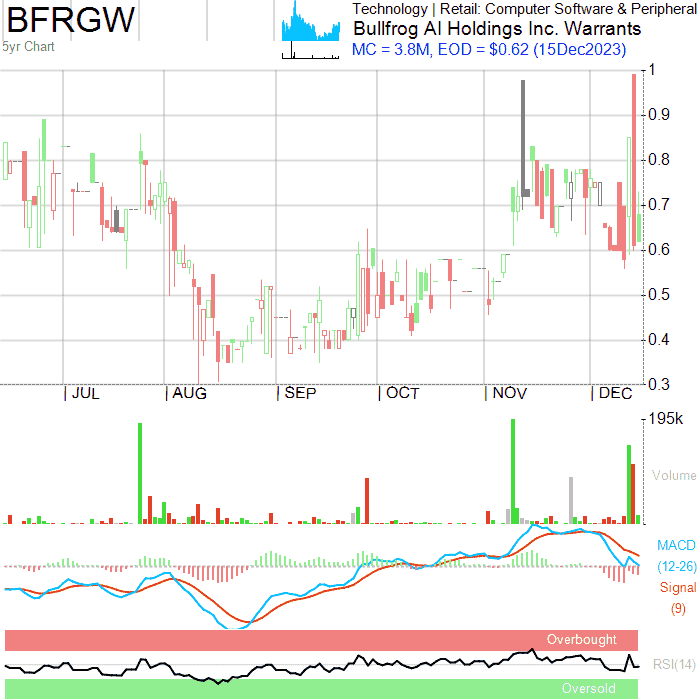 BFRGW
5yr Chart
Technology | Retail: Computer Software & Peripheral
Bullfrog AI Holdings Inc. Warrants
MC = 3.8M, EOD = $0.62 (15Dec2023)
1
0.9
0.8
0.7
0.6
0.5
0.4
0.3
JUL AUG SEP OCT NOV DEC
195k
Volume
MACD
(12-26)
Signal
(9)
Overbought
RSI(14)
Oversold